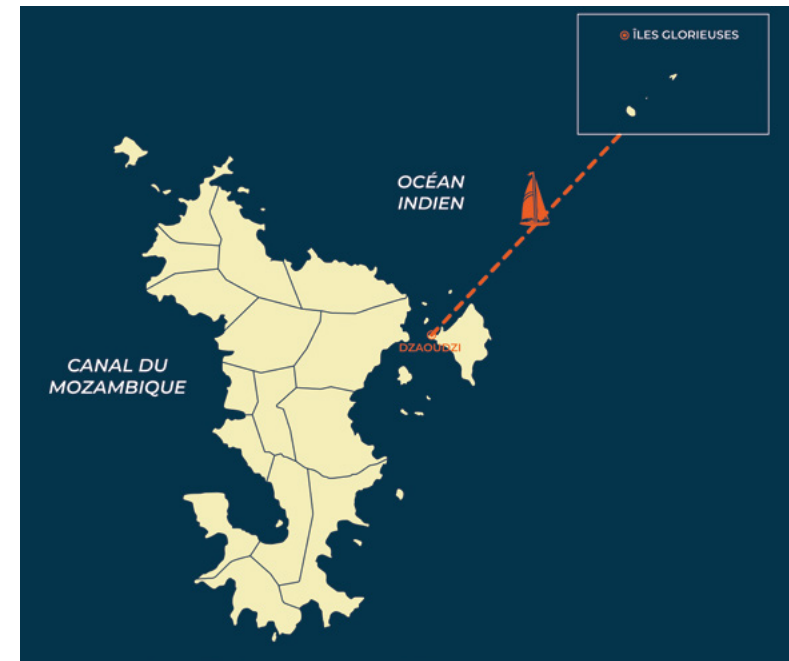 ÎLES GLORIEUSES
OCÉAN
INDIEN
DZAOUDZI
CANAL DU
MOZAMBIQUE